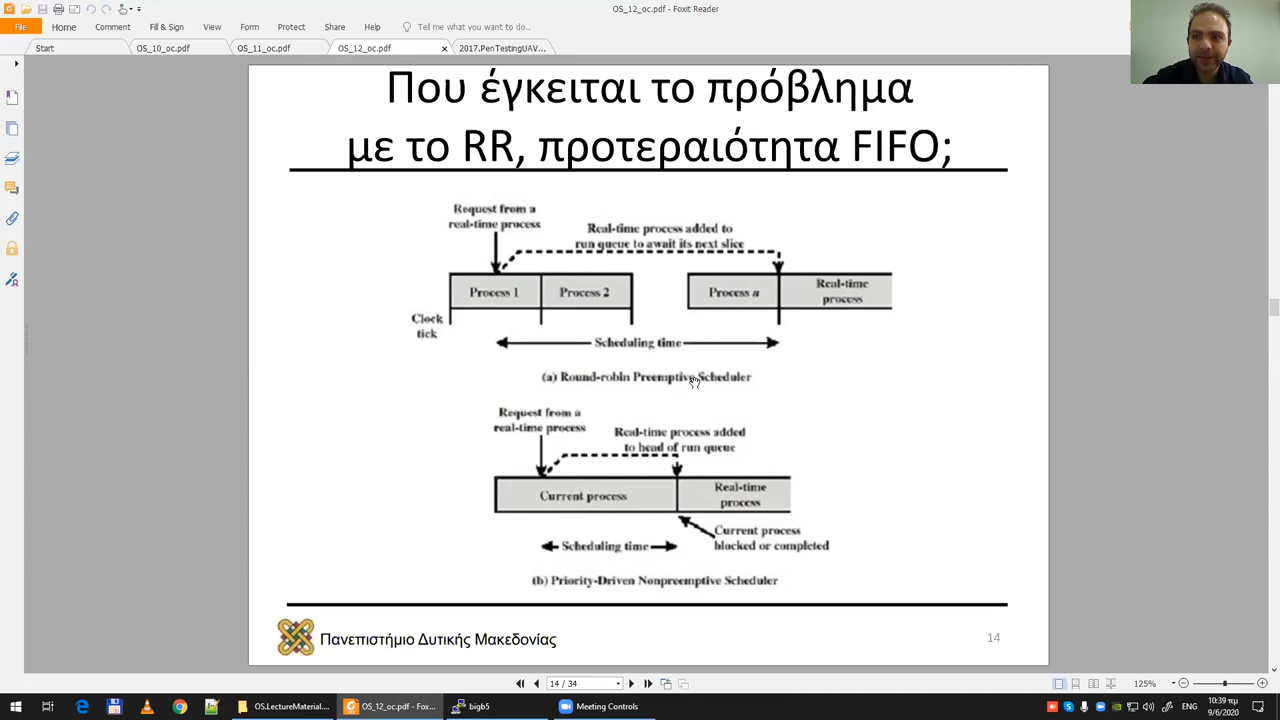 OS_12_oc.pdf - Foxit Reader
File Home Comment Fill & Sign View Form Protect Share Help Tell me what you want to do...
Start OS_10_oc.pdf OS_11_oc.pdf OS_12_oc.pdf 2017.PenTestingUAV...
Που έγκειται το πρόβλημα
με το RR, προτεραιότητα FIFO;
Request from a
real-time process
Real-time process added to
run queue to await its next slice
Process 1 Process 2 Process n Real-time
process
Clock
tick
Scheduling time
(a) Round-robin Preemptive Scheduler
Request from a
real-time process
Real-time process added
to head of run queue
Current process Real-time
process
Current process
blocked or completed
Scheduling time
(b) Priority-Driven Nonpreemptive Scheduler
Πανεπιστήμιο Δυτικής Μακεδονίας
14
14 / 34
125%
OS.LectureMaterial.... OS_12_oc.pdf - Fox... bigb5 Meeting Controls
ENG
10:39 πμ
9/6/2020